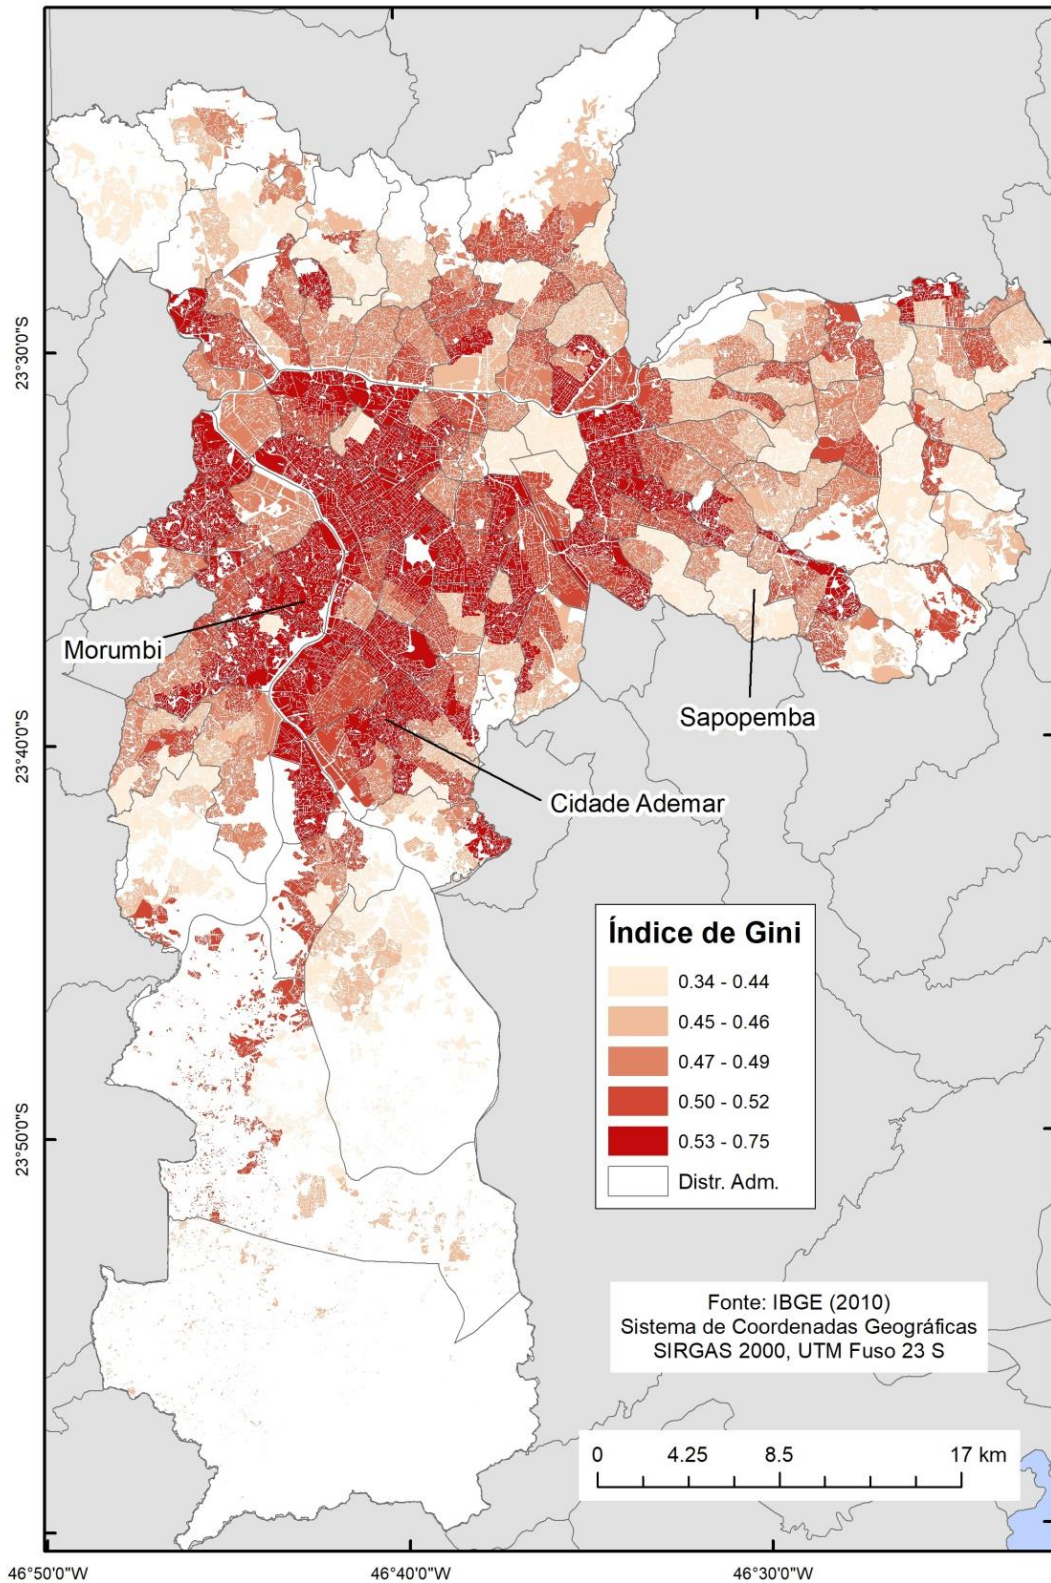 23°30'0"S
23°40'0"S
23°50'0"S
Morumbi
Sapopemba
Cidade Ademar
Índice de Gini
0.34 - 0.44
0.45 - 0.46
0.47 - 0.49
0.50 - 0.52
0.53 - 0.75
Distr. Adm.
Fonte: IBGE (2010)
Sistema de Coordenadas Geográficas
SIRGAS 2000, UTM Fuso 23 S
0 4.25 8.5 17 km
46°50'0"W 46°40'0"W 46°30'0"W